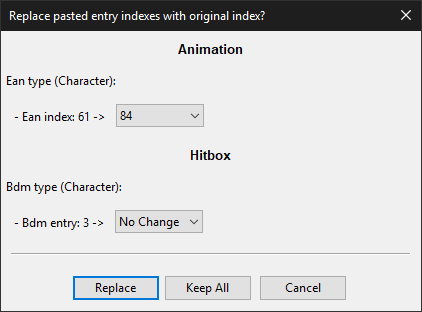 Replace pasted entry indexes with original index?
Animation
Ean type (Character):
- Ean index: 61 -> 84
Hitbox
Bdm type (Character):
- Bdm entry: 3 -> No Change
Replace Keep All Cancel